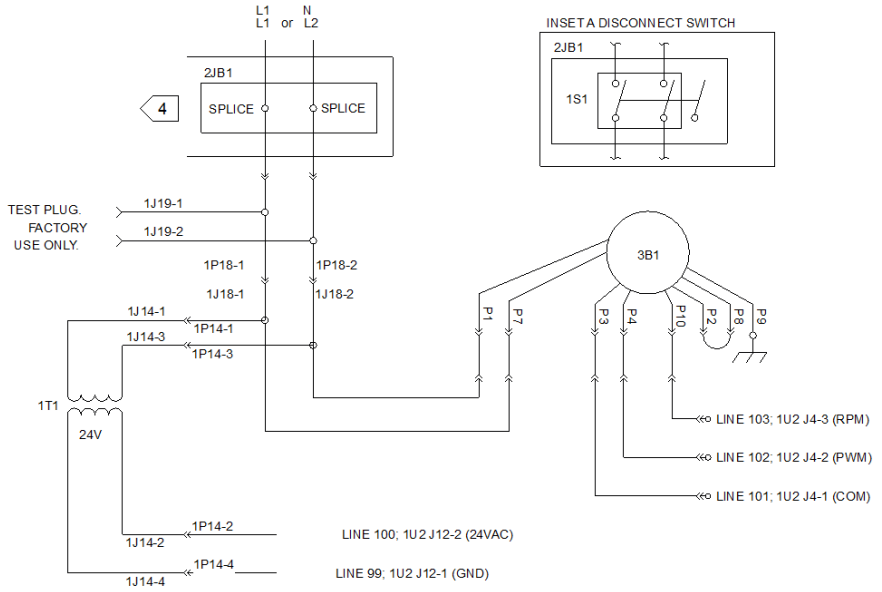 L1 N
L1 or L2
INSET A DISCONNECT SWITCH
2JB1
2JB1
1S1
4
SPLICE
SPLICE
TEST PLUG.
FACTORY
USE ONLY.
1J19-1
1J19-2
1P18-1
1P18-2
1J18-1
1J18-2
3B1
P1
P7
P3
P4
P10
P2
P8
P9
1J14-1
1P14-1
1J14-3
1P14-3
1T1
24V
LINE 103; 1U2 J4-3 (RPM)
LINE 102; 1U2 J4-2 (PWM)
LINE 101; 1U2 J4-1 (COM)
1P14-2
1J14-2
LINE 100; 1U2 J12-2 (24VAC)
1P14-4
1J14-4
LINE 99; 1U2 J12-1 (GND)